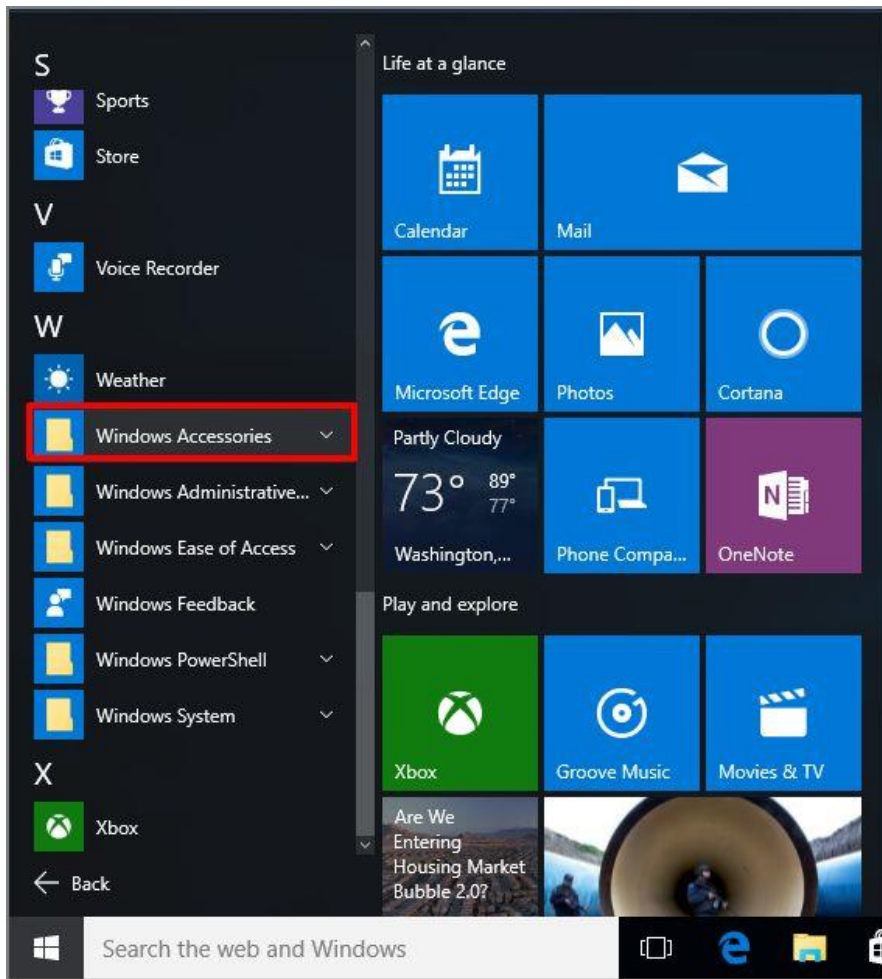 S
Sports
Store
V
Voice Recorder
W
Weather
Windows Accessories
Windows Administrative...
Windows Ease of Access
Windows Feedback
Windows PowerShell
Windows System
X
Xbox
Back
Life at a glance
Calendar
Mail
Microsoft Edge
Photos
Cortana
Partly Cloudy
73° 89°
77°
Washington,...
Phone Compa...
N
OneNote
Play and explore
Xbox
Groove Music
Movies & TV
Are We
Entering
Housing Market
Bubble 2.0?
Search the web and Windows